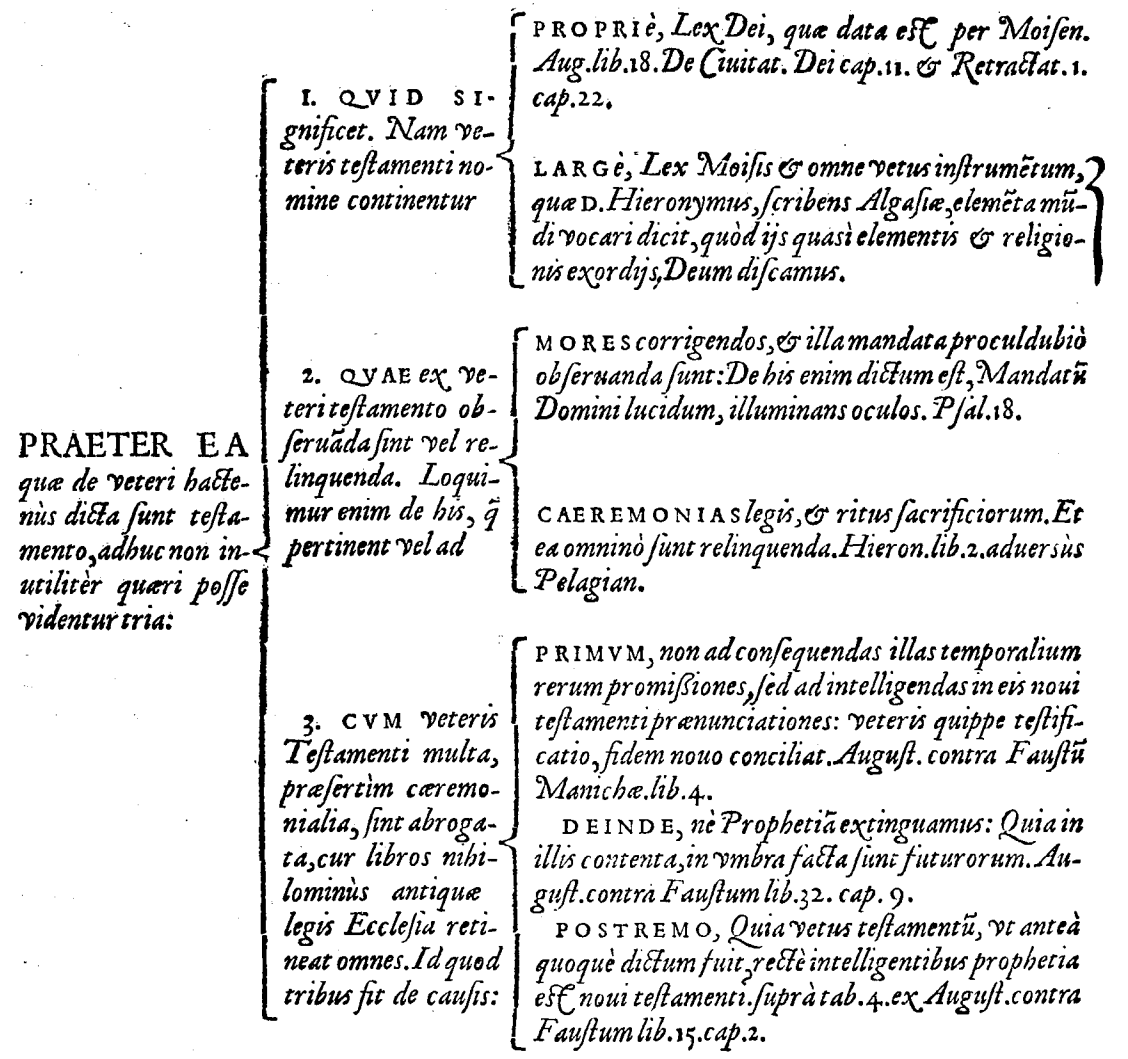 PRAETER EA
quæ de veteri hacte-
nùs dicta ſunt teſta-
mento, adhuc non in-
utilitèr quæri poſſe
videntur tria:
1. QVID SI-
gnificet. Nam ve-
teris teſtamenti no-
mine continentur
PROPRIè, Lex Dei, quæ data eſt per Moiſen.
Aug.lib.18.De Ciuitat. Dei cap.11. & Retractat.1.
cap.22.
LARGè, Lex Moiſis & omne vetus inſtrumẽtum,
quæ D.Hieronymus, ſcribens Algaſiæ, elemẽta mũ-
di vocari dicit, quòd ijs quaſi elementis & religio-
nis exordijs, Deum diſcamus.
2. QVAE ex ve-
teri teſtamento ob-
ſeruãda ſint vel re-
linquenda. Loqui-
mur enim de his, q̃
pertinent vel ad
MORES corrigendos, & illa mandata proculdubiò
obſeruanda ſunt: De his enim dictum eſt, Mandatũ
Domini lucidum, illuminans oculos. Pſal.18.
CAEREMONIAS legis, & ritus ſacrificiorum. Et
ea omninò ſunt relinquenda. Hieron.lib.2.aduersùs
Pelagian.
3. CVM veteris
Teſtamenti multa,
præſertìm cæremo-
nialia, ſint abroga-
ta, cur libros nihi-
lominùs antiquæ
legis Eccleſia reti-
neat omnes. Id quod
tribus fit de cauſis:
PRIMVM, non ad conſequendas illas temporalium
rerum promiſſiones, ſed ad intelligendas in eis noui
teſtamenti prænunciationes: veteris quippe teſtifi-
catio, fidem nouo conciliat. Auguſt. contra Fauſtũ
Manichæ.lib.4.
DEINDE, nè Prophetiã extinguamus: Quia in
illis contenta, in vmbra facta ſunt futurorum. Au-
guſt.contra Fauſtum lib.32. cap. 9.
POSTREMO, Quia vetus teſtamentũ, vt anteà
quoquè dictum fuit, rectè intelligentibus prophetia
eſt noui teſtamenti. ſuprà tab.4.ex Auguſt.contra
Fauſtum lib.15.cap.2.